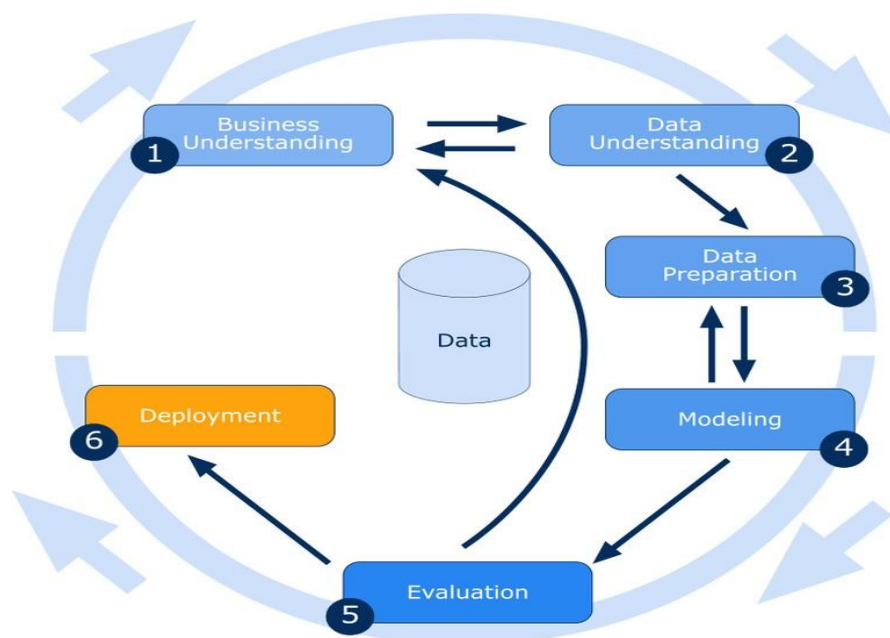 Business
Understanding
1
Data
Understanding
2
Data
Preparation
3
Data
Modeling
4
Deployment
6
Evaluation
5